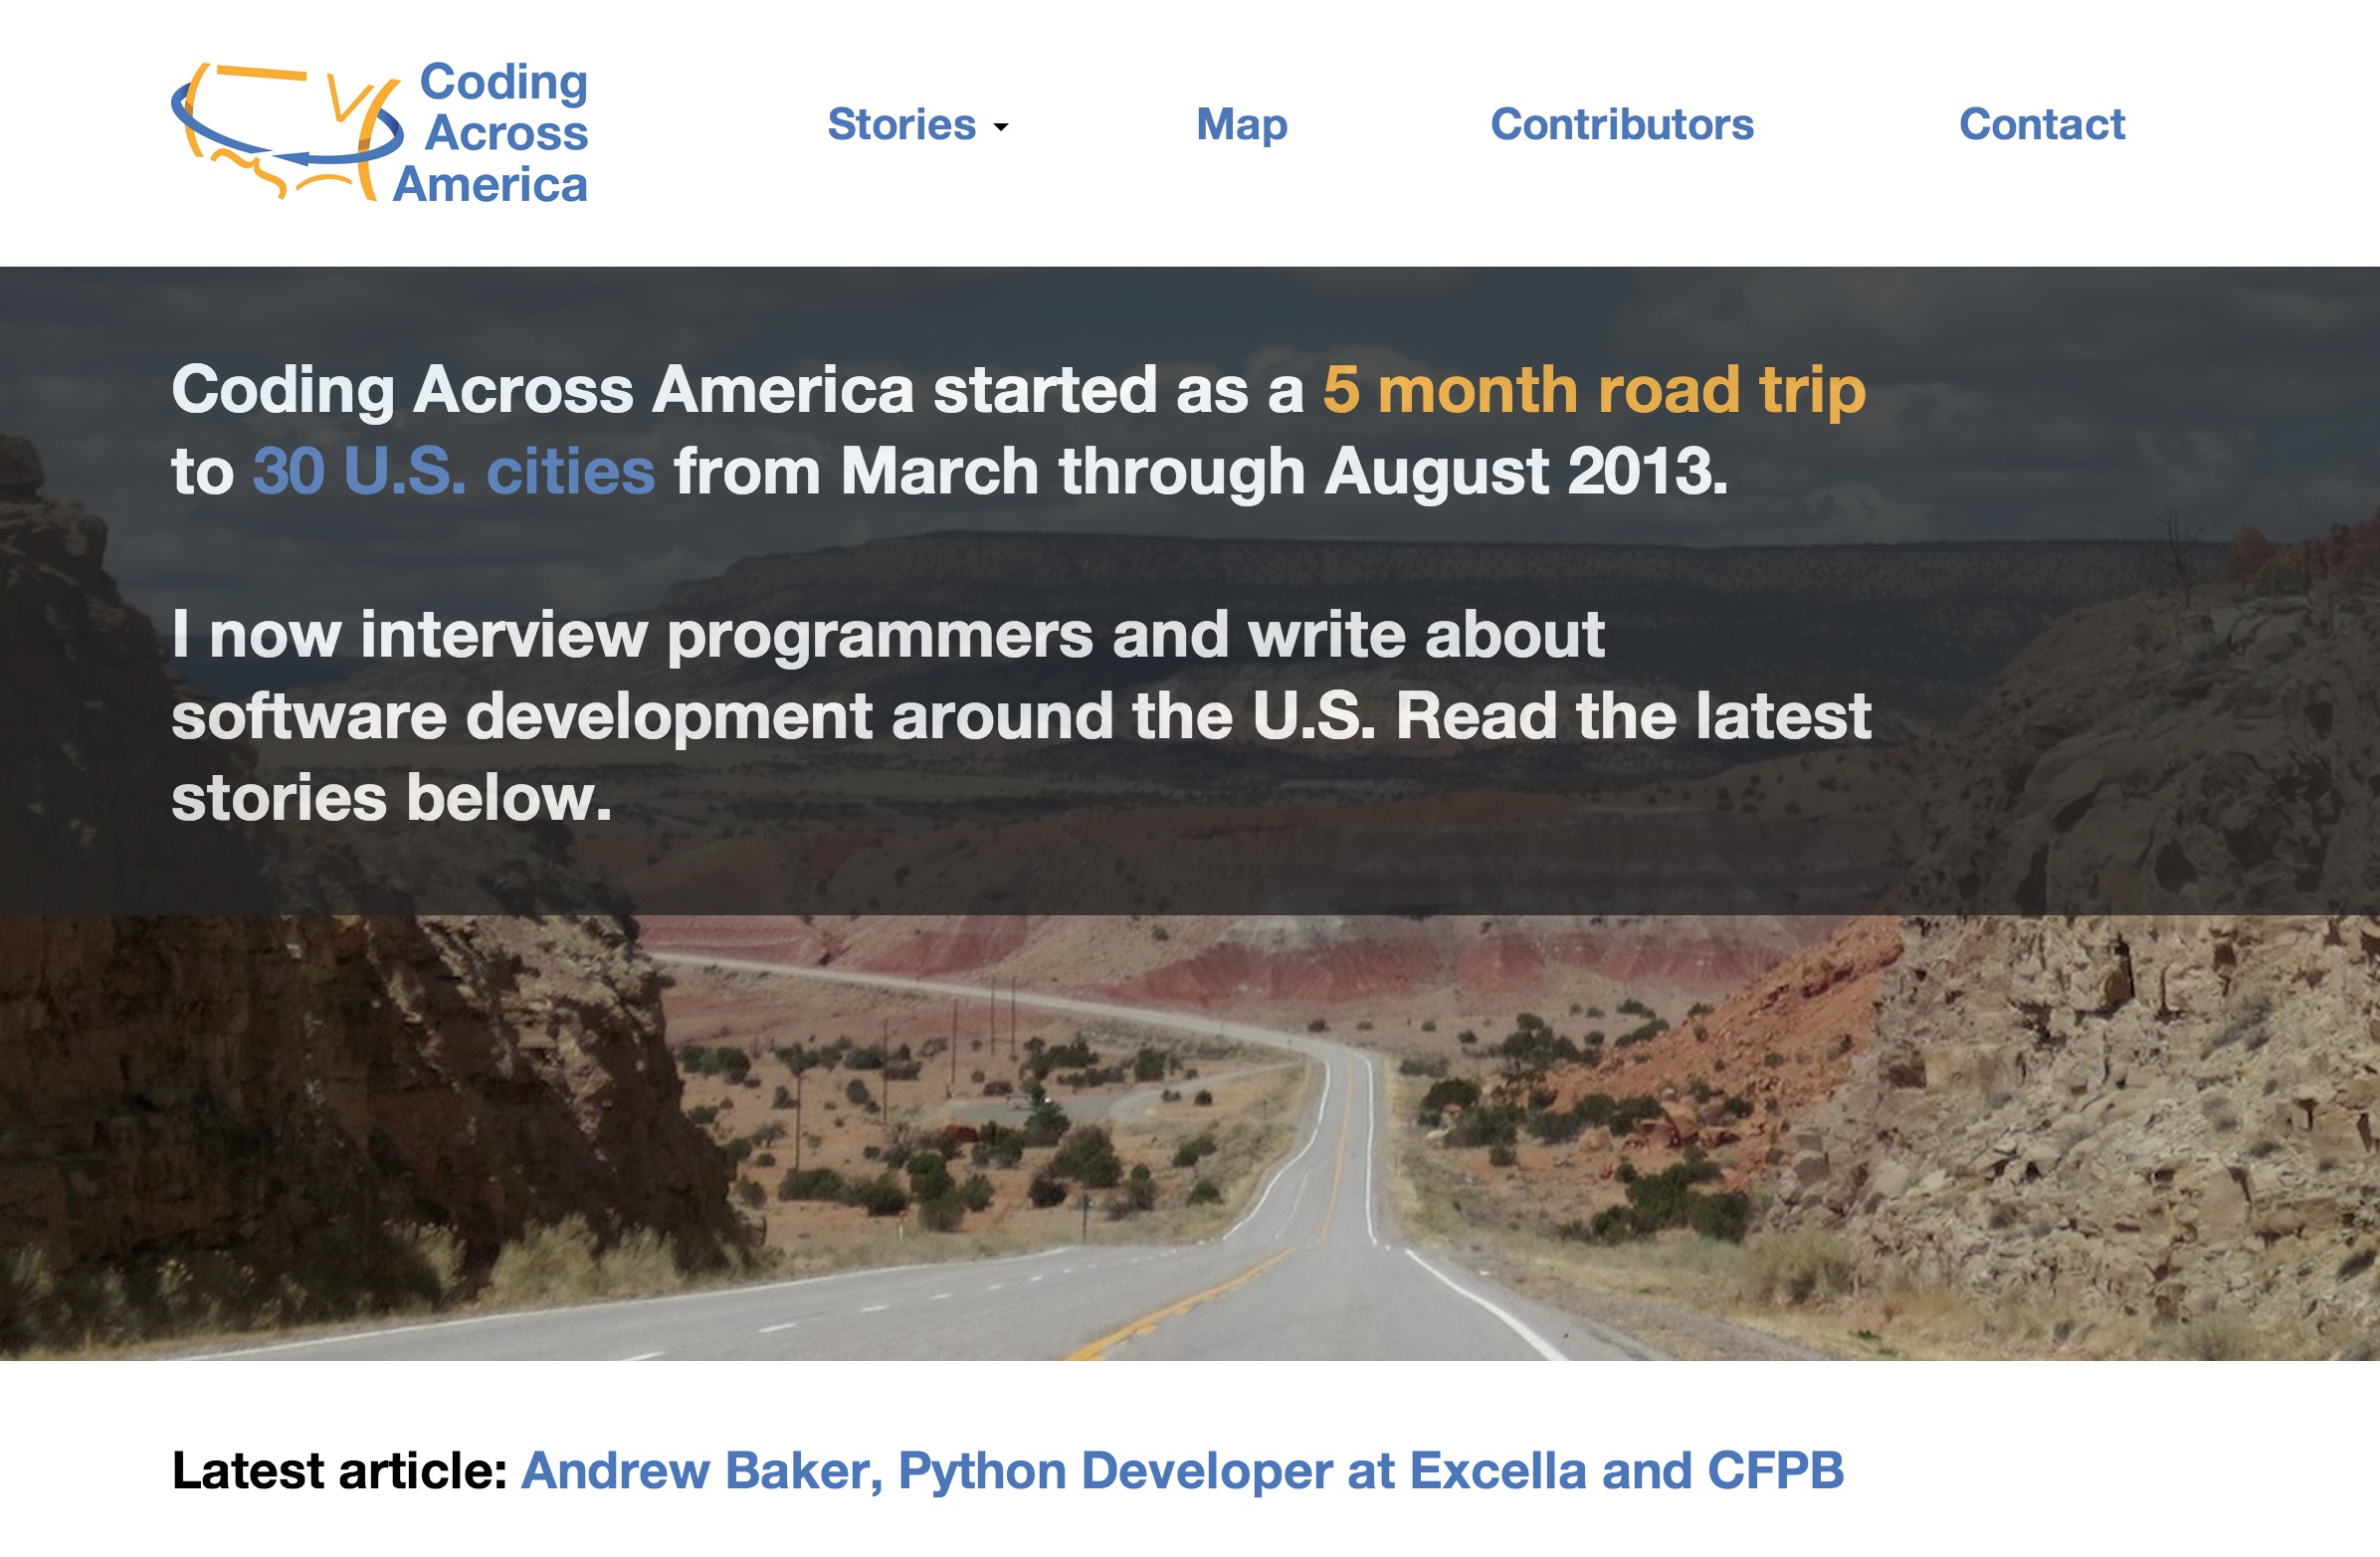 Coding
Across
America
Stories
Map
Contributors
Contact
Coding Across America started as a 5 month road trip
to 30 U.S. cities from March through August 2013.
I now interview programmers and write about
software development around the U.S. Read the latest
stories below.
Latest article: Andrew Baker, Python Developer at Excella and CFPB